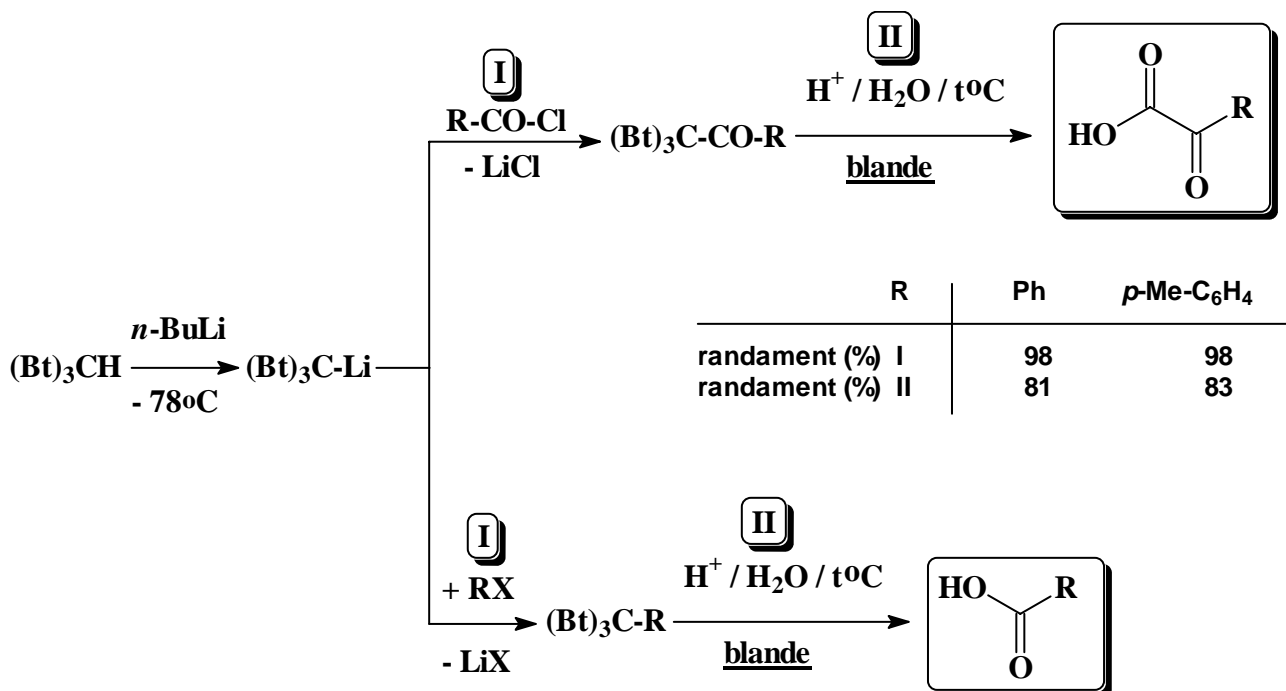 I
R-CO-Cl
- LiCl
(Bt)₃C-CO-R
II
H⁺ / H₂O / tºC
blande
O
R
HO
O
R Ph p-Me-C₆H₄
randament (%) I 98 98
randament (%) II 81 83
(Bt)₃CH
n-BuLi
- 78ºC
(Bt)₃C-Li
I
+ RX
- LiX
(Bt)₃C-R
II
H⁺ / H₂O / tºC
blande
HO R
O